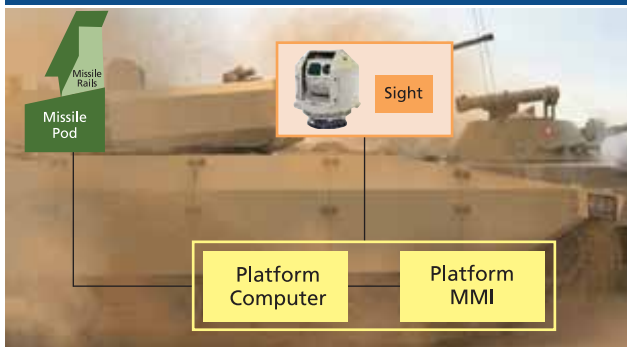 Missile
Rails
Missile
Pod
Sight
Platform
Computer
Platform
MMI